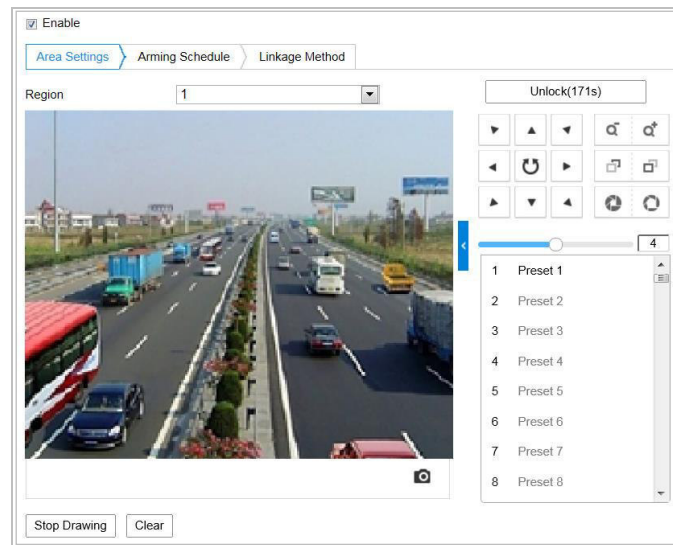 Enable
Area Settings
Arming Schedule
Linkage Method
Region
1
Unlock(171s)
4
1 Preset 1
2 Preset 2
3 Preset 3
4 Preset 4
5 Preset 5
6 Preset 6
7 Preset 7
8 Preset 8
Stop Drawing
Clear